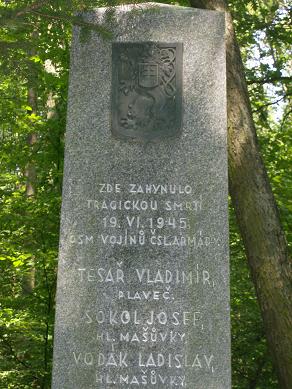 ZDE ZAHYNULO
TRAGICKOU SMRTÍ
19. VI. 1945
OSM VOJÍNŮ ČSL. ARMÁDY.
TESAŘ VLADIMÍR,
PLAVEČ.
SOKOL JOSEF,
HL. MAŠŮVKY.
VODÁK LADISLAV,
HL. MAŠŮVKY.